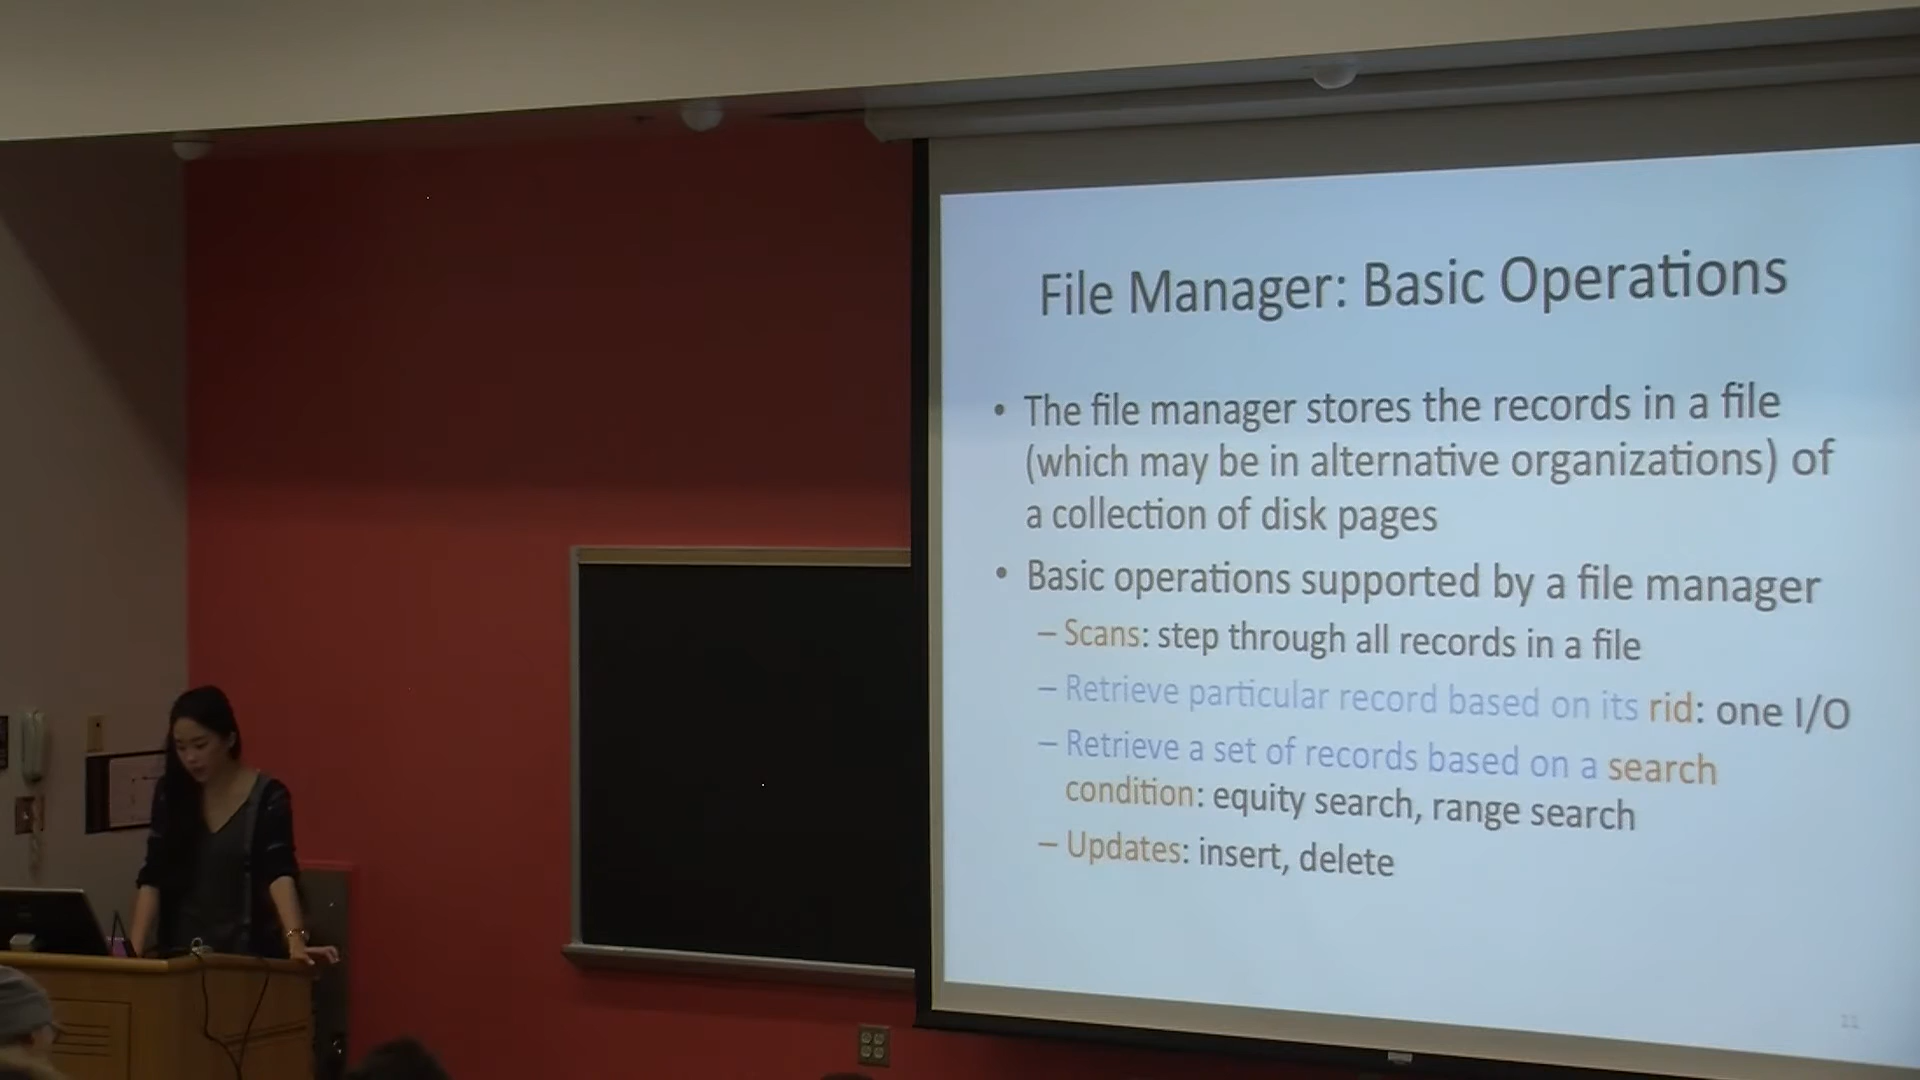 File Manager: Basic Operations
• The file manager stores the records in a file
(which may be in alternative organizations) of
a collection of disk pages
• Basic operations supported by a file manager
– Scans: step through all records in a file
– Retrieve particular record based on its rid: one I/O
– Retrieve a set of records based on a search
condition: equity search, range search
– Updates: insert, delete